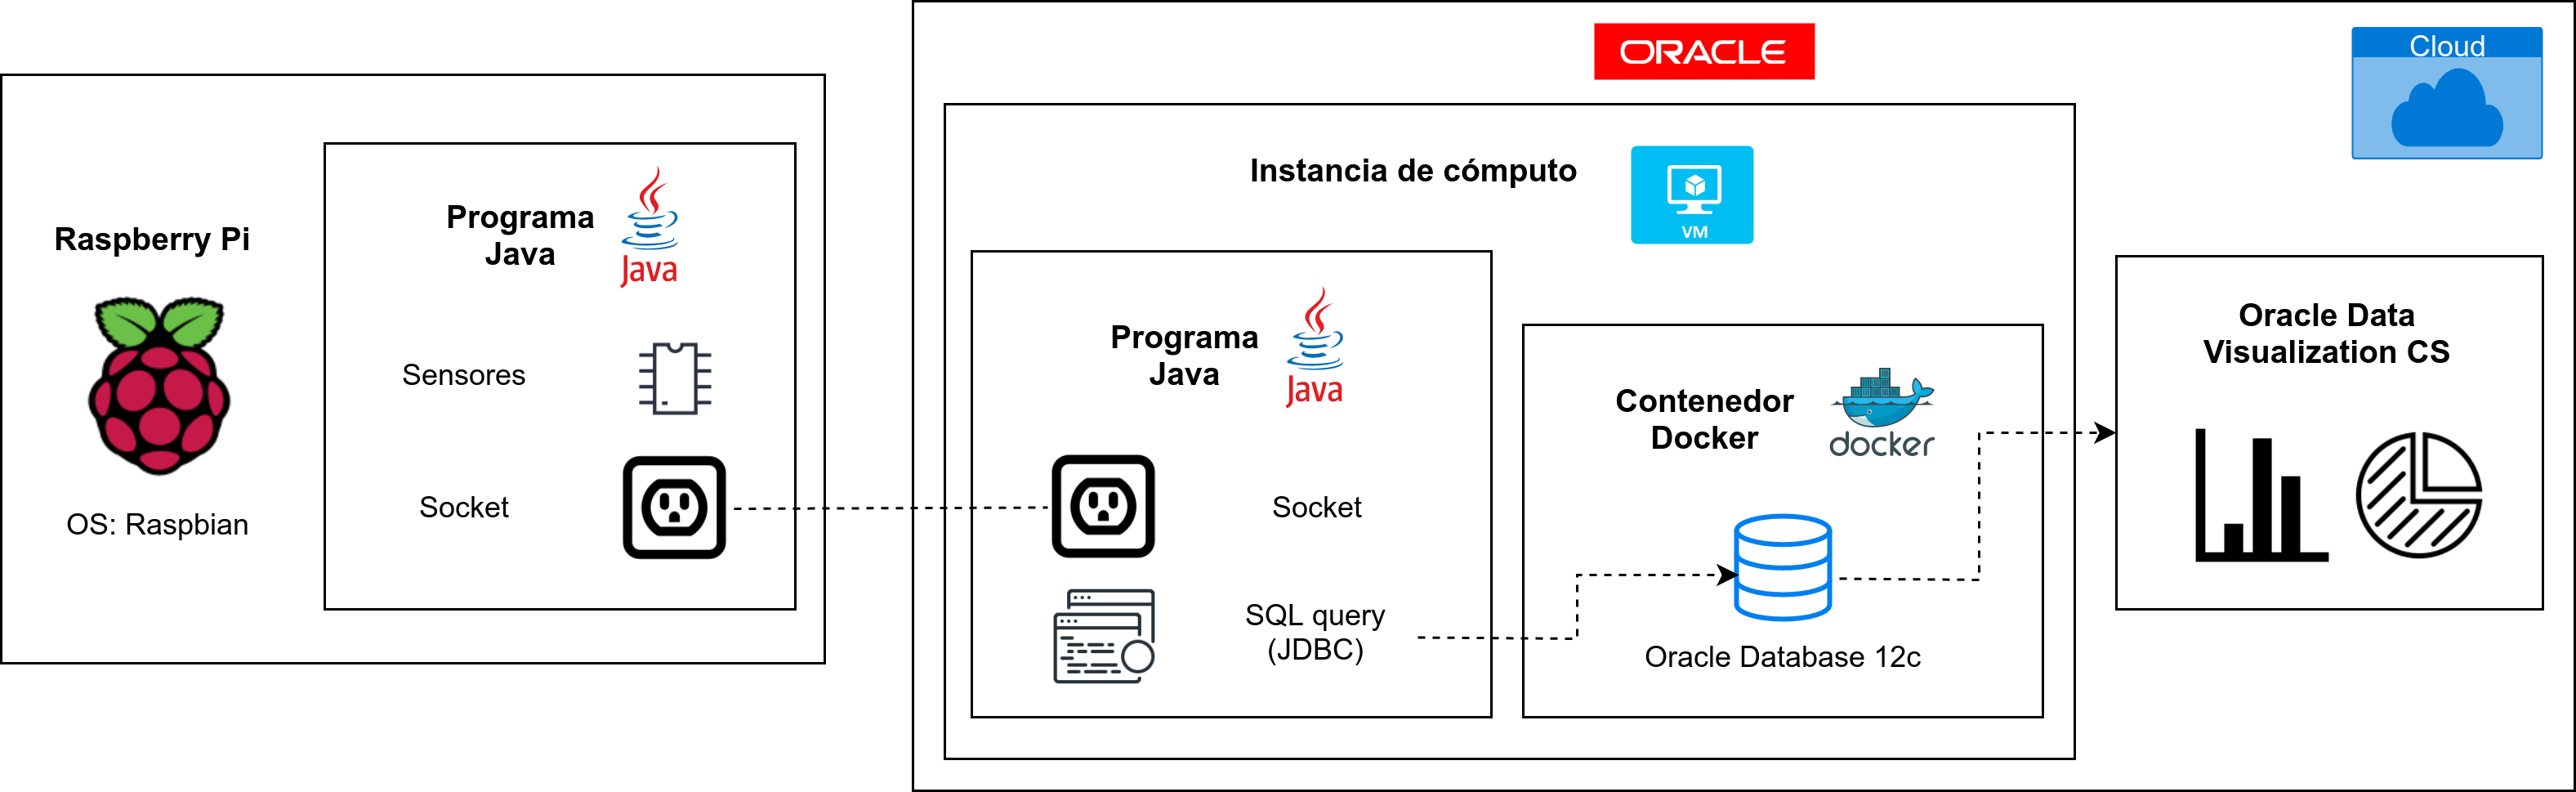 Raspberry Pi
OS: Raspbian
Programa
Java
Java
Sensores
Socket
ORACLE
Cloud
Instancia de cómputo
VM
Programa
Java
Java
Socket
SQL query
(JDBC)
Contenedor
Docker
docker
Oracle Database 12c
Oracle Data
Visualization CS